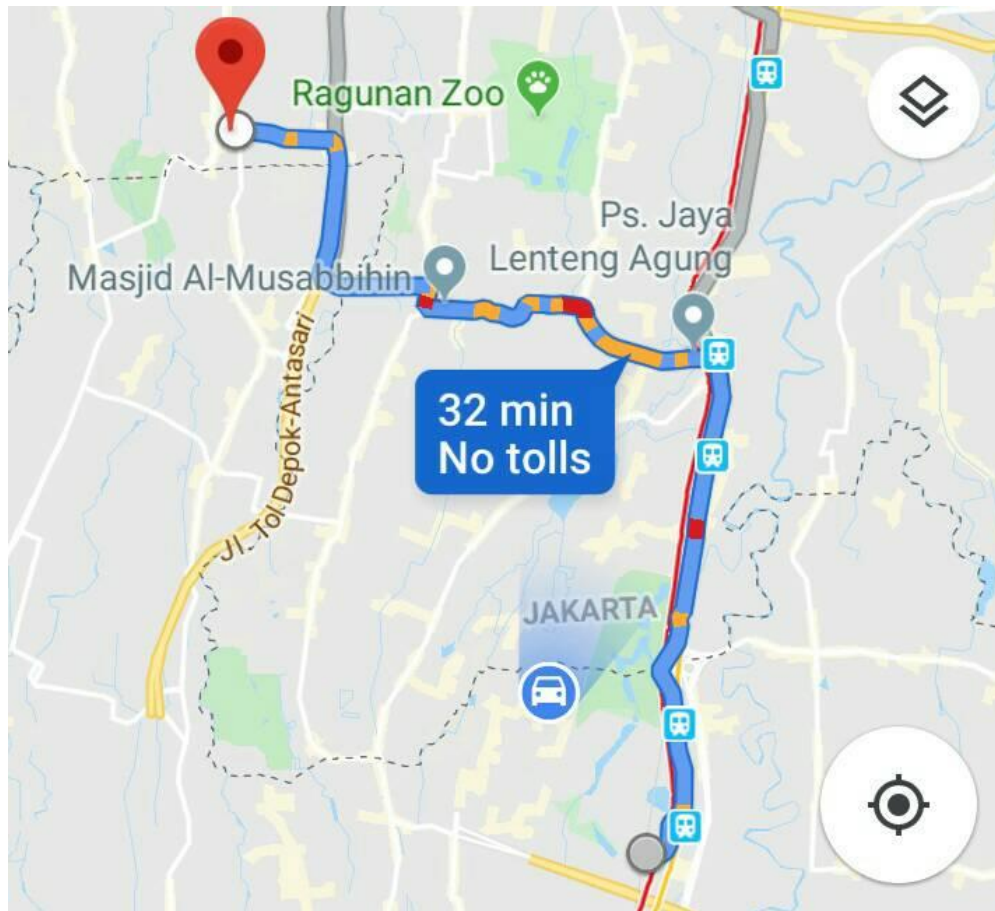 Ragunan Zoo
Ps. Jaya
Lenteng Agung
Masjid Al-Musabbihin
Jl. Tol Depok-Antasari
32 min
No tolls
JAKARTA